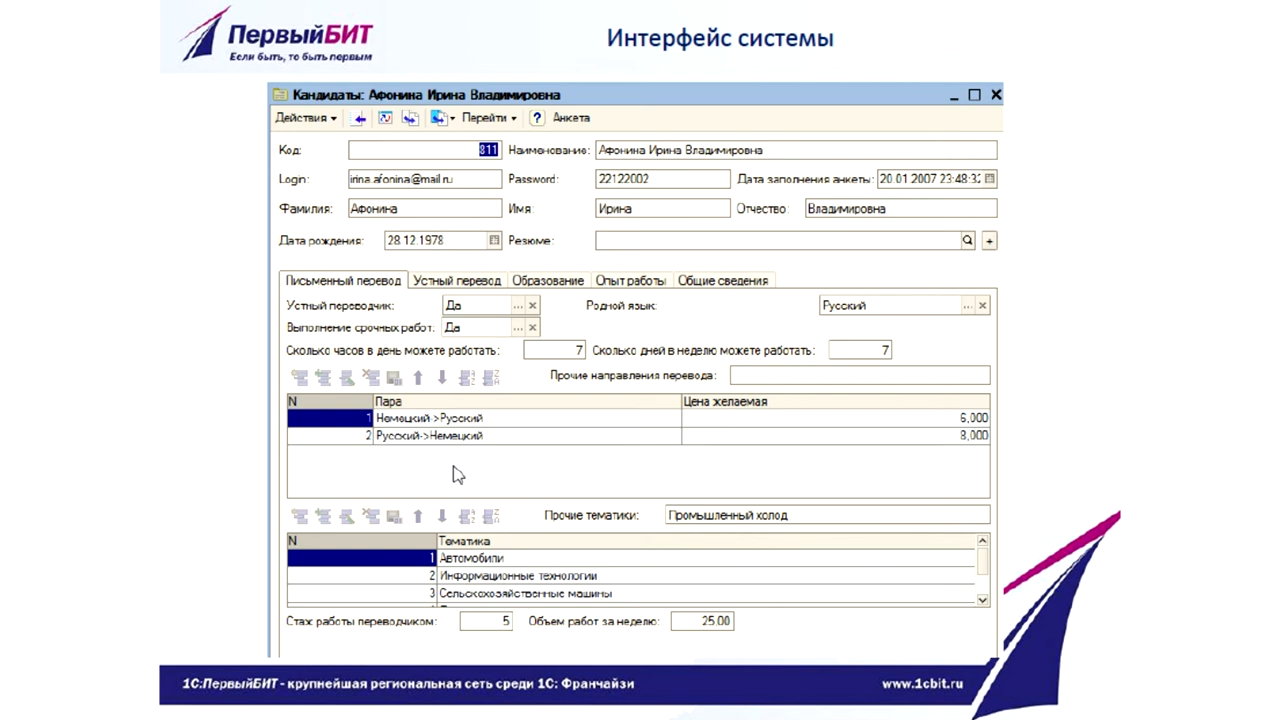 ПервыйБИТ
Если быть, то быть первым
Интерфейс системы
Кандидаты: Афонина Ирина Владимировна
Действия Перейти ? Анкета
Код: 811 Наименование: Афонина Ирина Владимировна
Login: irina.afonina@mail.ru Password: 22122002 Дата заполнения анкеты: 20.01.2007 23:48:32
Фамилия: Афонина Имя: Ирина Отчество: Владимировна
Дата рождения: 28.12.1978 Резюме:
Письменный перевод Устный перевод Образование Опыт работы Общие сведения
Устный переводчик: Да ... x Родной язык: Русский ... x
Выполнение срочных работ: Да ... x
Сколько часов в день можете работать: 7 Сколько дней в неделю можете работать: 7
Прочие направления перевода:
N Пара Цена желаемая
1 Немецкий->Русский 6,000
2 Русский->Немецкий 8,000
Прочие тематики: Промышленный холод
N Тематика
1 Автомобили
2 Информационные технологии
3 Сельскохозяйственные машины
Стаж работы переводчиком: 5 Объем работ за неделю: 25.00
1С:ПервыйБИТ - крупнейшая региональная сеть среди 1С: Франчайзи www.1cbit.ru